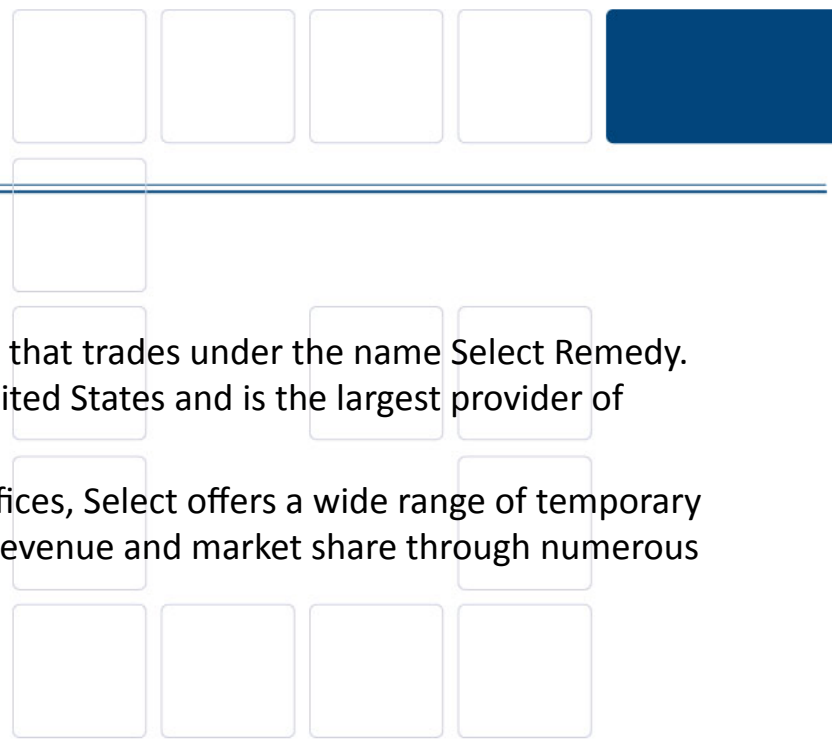 that trades under the name Select Remedy.
ited States and is the largest provider of
fices, Select offers a wide range of temporary
evenue and market share through numerous